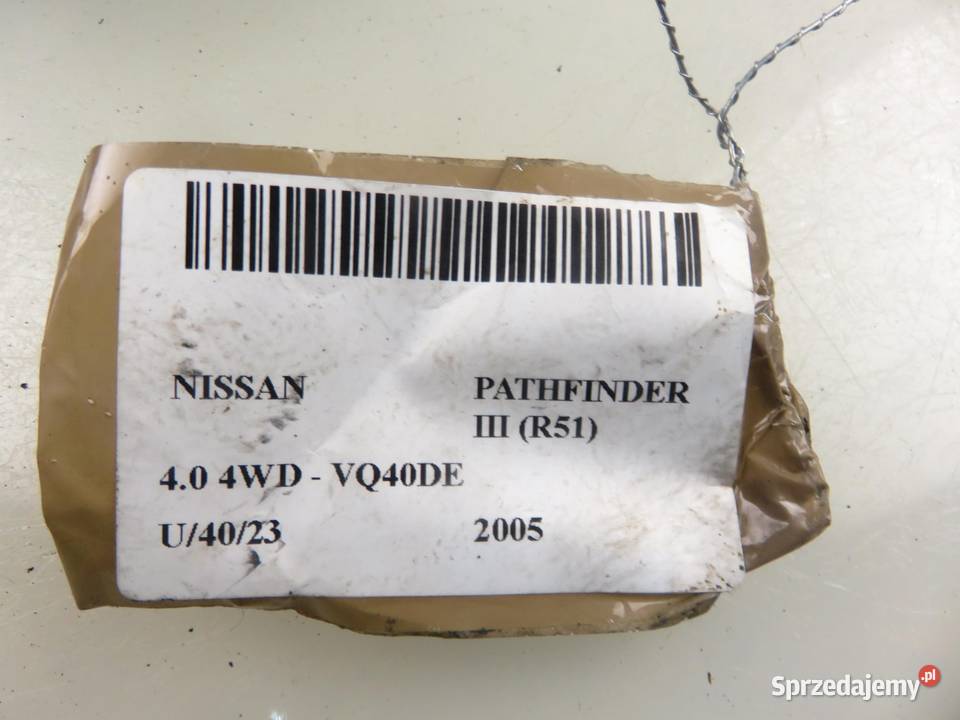 NISSAN PATHFINDER
III (R51)
4.0 4WD - VQ40DE
U/40/23 2005
Sprzedajemy.pl